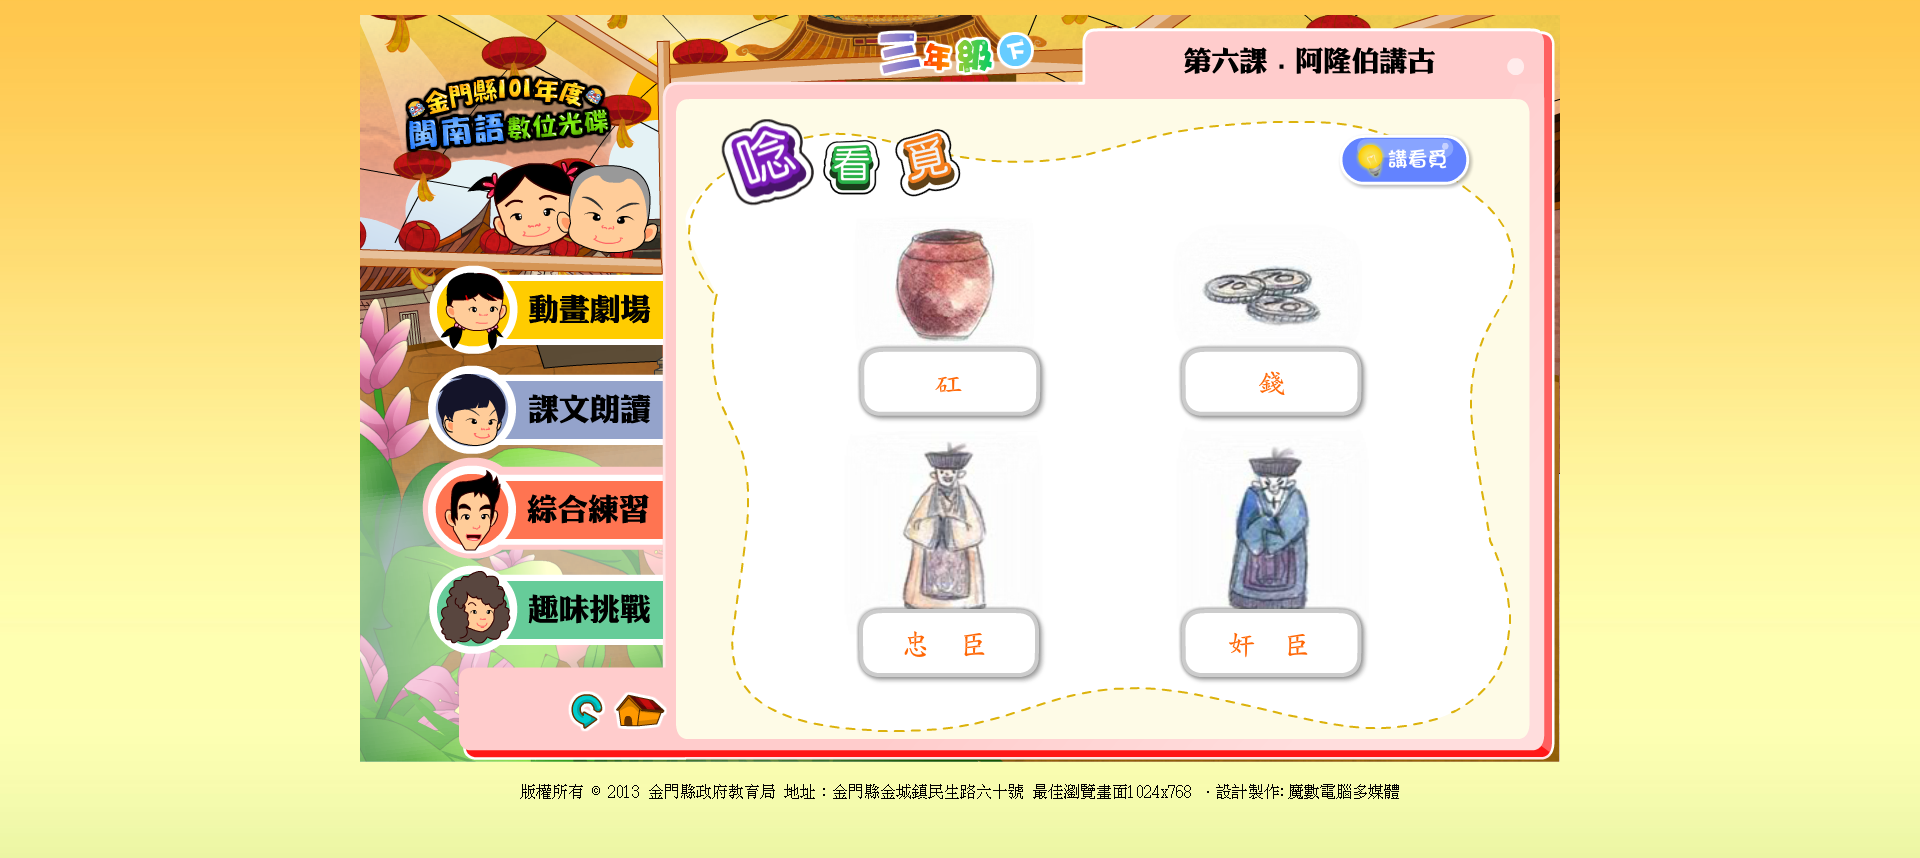 金門縣101年度
閩南語數位光碟
三年級 下
第六課．阿隆伯講古
唸看覓
講看覓
動畫劇場
課文朗讀
綜合練習
趣味挑戰
10 10 10
矼
錢
忠 臣
奸 臣
版權所有 © 2013 金門縣政府教育局 地址：金門縣金城鎮民生路六十號 最佳瀏覽畫面1024x768 ．設計製作: 魔數電腦多媒體